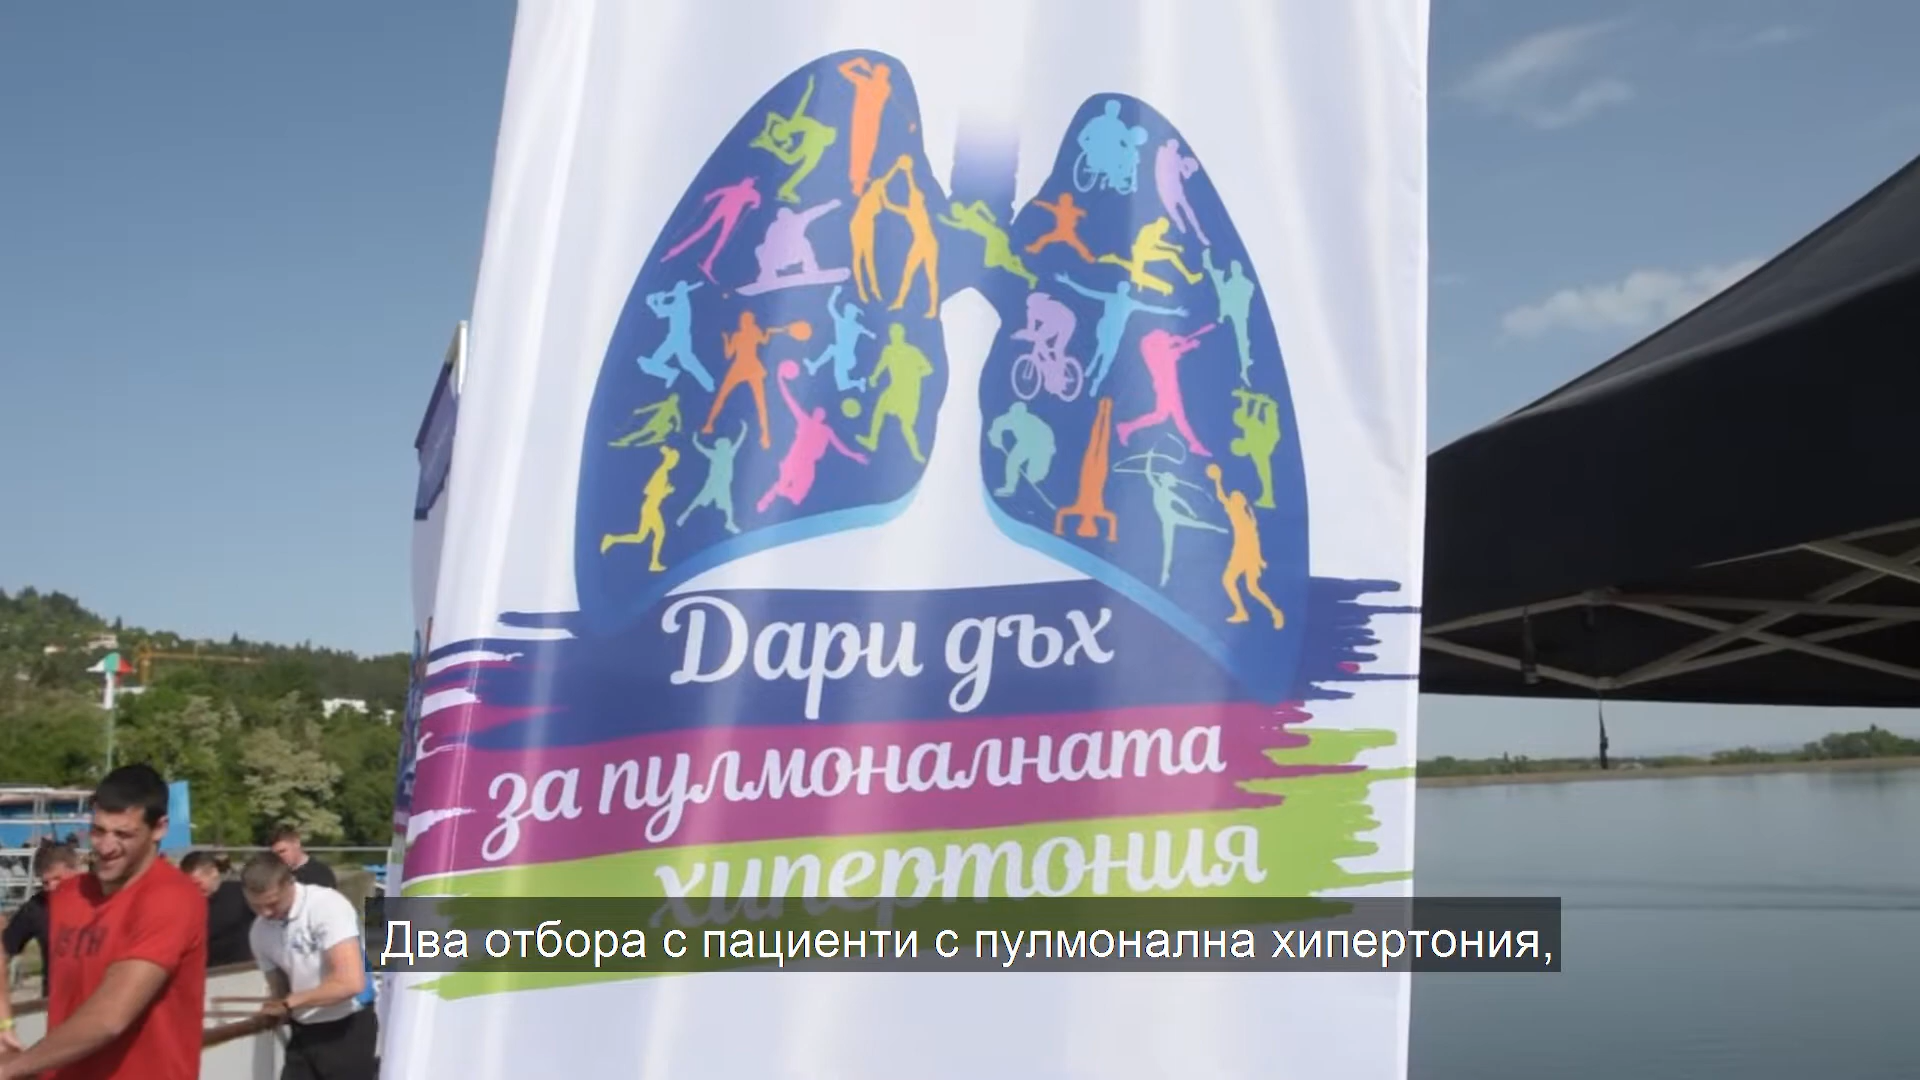 Дари дъх
за пулмоналната
хипертония
Два отбора с пациенти с пулмонална хипертония,